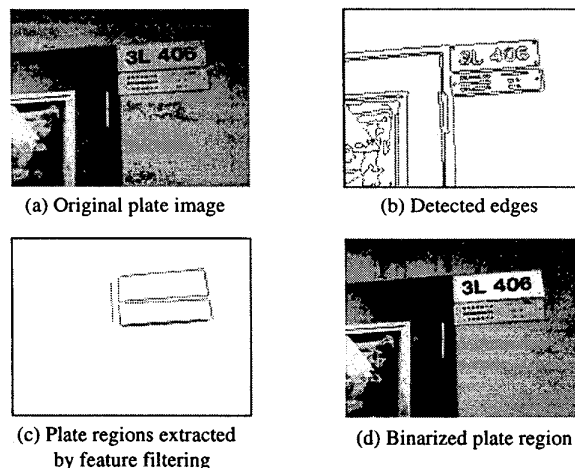 3L 406
3L 406
(a) Original plate image
(b) Detected edges
3L 406
(c) Plate regions extracted
by feature filtering
(d) Binarized plate region